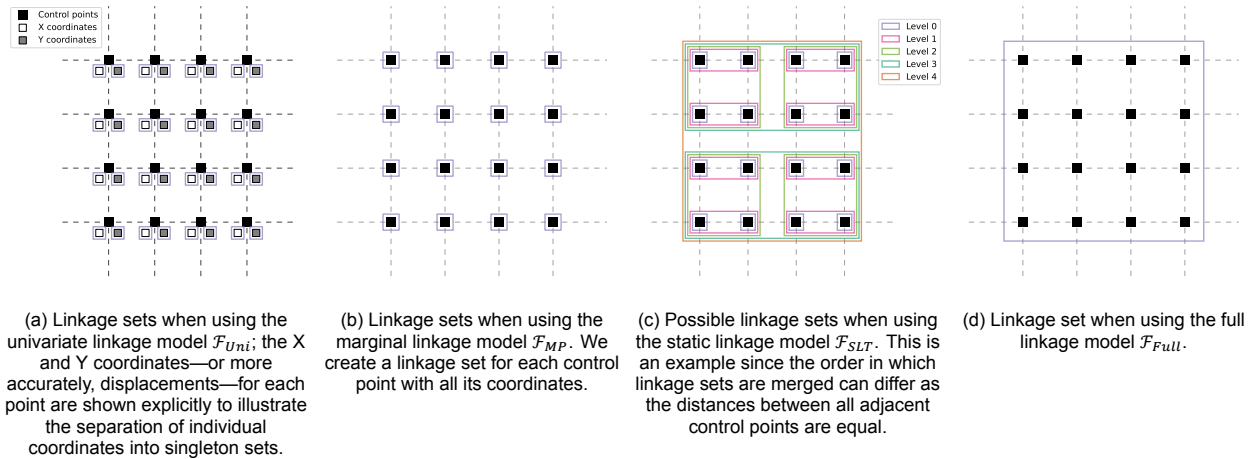 Control points
X coordinates
Y coordinates
Level 0
Level 1
Level 2
Level 3
Level 4
(a) Linkage sets when using the
univariate linkage model ℱ_Uni; the X
and Y coordinates—or more
accurately, displacements—for each
point are shown explicitly to illustrate
the separation of individual
coordinates into singleton sets.
(b) Linkage sets when using the
marginal linkage model ℱ_MP. We
create a linkage set for each control
point with all its coordinates.
(c) Possible linkage sets when using
the static linkage model ℱ_SLT. This is
an example since the order in which
linkage sets are merged can differ as
the distances between all adjacent
control points are equal.
(d) Linkage set when using the full
linkage model ℱ_Full.